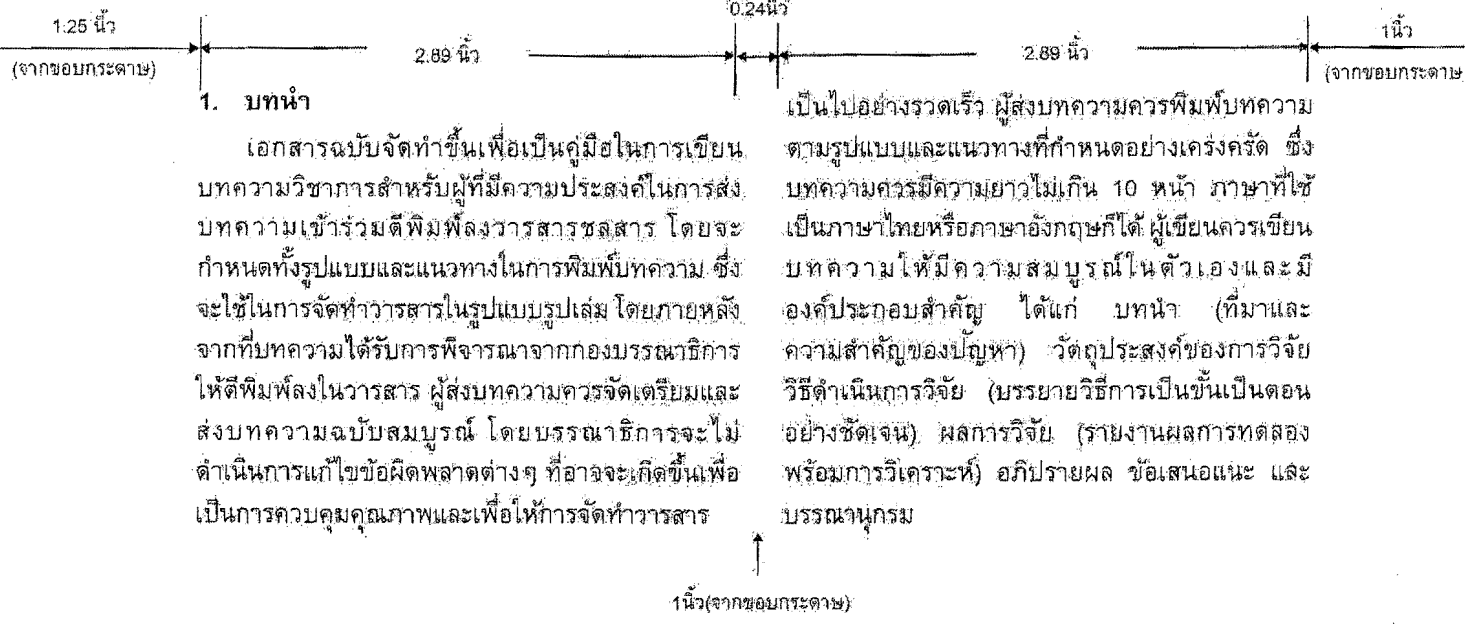 0.24นิ้ว
1.25 นิ้ว
2.89 นิ้ว
2.89 นิ้ว
1นิ้ว
(จากขอบกระดาษ)
(จากขอบกระดาษ
1. บทนำ
เอกสารฉบับจัดทำขึ้นเพื่อเป็นคู่มือในการเขียน
บทความวิชาการสำหรับผู้ที่มีความประสงค์ในการส่ง
บทความเข้าร่วมตีพิมพ์ลงวารสารชลสาร โดยจะ
กำหนดทั้งรูปแบบและแนวทางในการพิมพ์บทความ ซึ่ง
จะใช้ในการจัดทำวารสารในรูปแบบรูปเล่ม โดยภายหลัง
จากที่บทความได้รับการพิจารณาจากกองบรรณาธิการ
ให้ตีพิมพ์ลงในวารสาร ผู้ส่งบทความควรจัดเตรียมและ
ส่งบทความฉบับสมบูรณ์ โดยบรรณาธิการจะไม่
ดำเนินการแก้ไขข้อผิดพลาดต่างๆ ที่อาจจะเกิดขึ้นเพื่อ
เป็นการควบคุมคุณภาพและเพื่อให้การจัดทำวารสาร
เป็นไปอย่างรวดเร็ว ผู้ส่งบทความควรพิมพ์บทความ
ตามรูปแบบและแนวทางที่กำหนดอย่างเคร่งครัด ซึ่ง
บทความควรมีความยาวไม่เกิน 10 หน้า ภาษาที่ใช้
เป็นภาษาไทยหรือภาษาอังกฤษก็ได้ ผู้เขียนควรเขียน
บทความให้มีความสมบูรณ์ในตัวเองและมี
องค์ประกอบสำคัญ ได้แก่ บทนำ (ที่มาและ
ความสำคัญของปัญหา) วัตถุประสงค์ของการวิจัย
วิธีดำเนินการวิจัย (บรรยายวิธีการเป็นขั้นเป็นตอน
อย่างชัดเจน) ผลการวิจัย (รายงานผลการทดลอง
พร้อมการวิเคราะห์) อภิปรายผล ข้อเสนอแนะ และ
บรรณานุกรม
1นิ้ว(จากขอบกระดาษ)